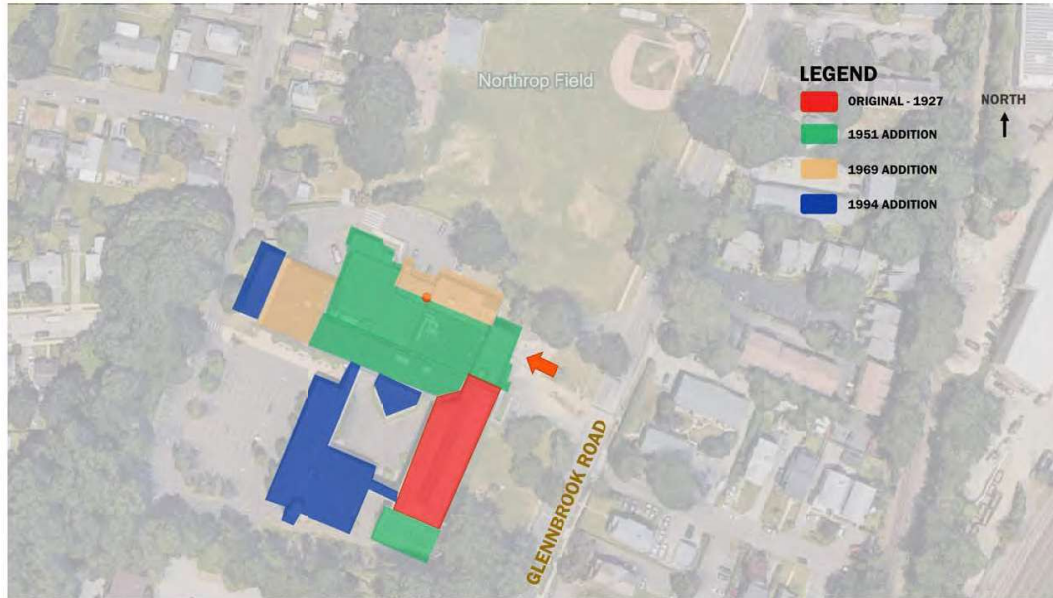 Northrop Field
LEGEND
ORIGINAL - 1927
1951 ADDITION
1969 ADDITION
1994 ADDITION
NORTH
GLENNBROOK ROAD